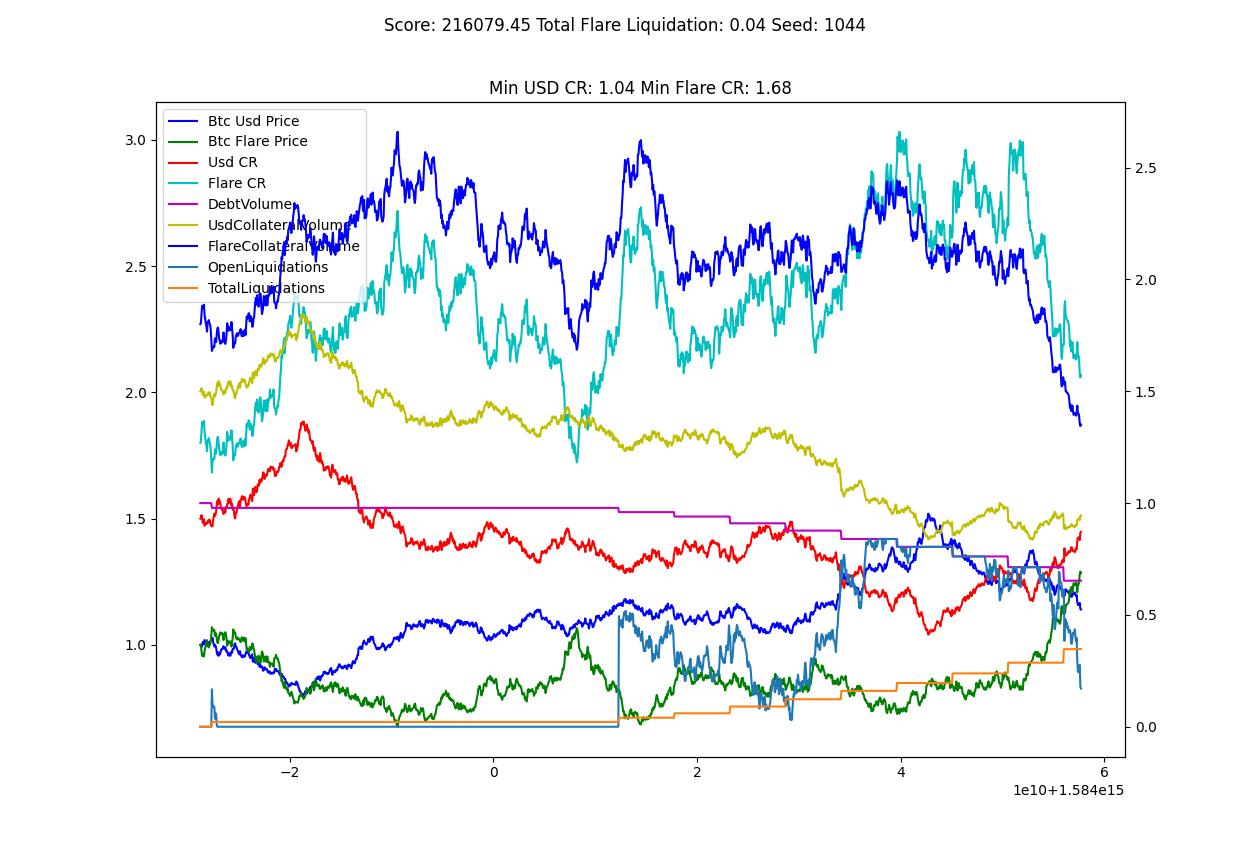 Score: 216079.45 Total Flare Liquidation: 0.04 Seed: 1044
Min USD CR: 1.04 Min Flare CR: 1.68
Btc Usd Price
Btc Flare Price
Usd CR
Flare CR
DebtVolume
UsdCollateralVolume
FlareCollateralVolume
OpenLiquidations
TotalLiquidations
3.0
2.5
2.0
1.5
1.0
2.5
2.0
1.5
1.0
0.5
0.0
−2
0
2
4
6
1e10+1.584e15